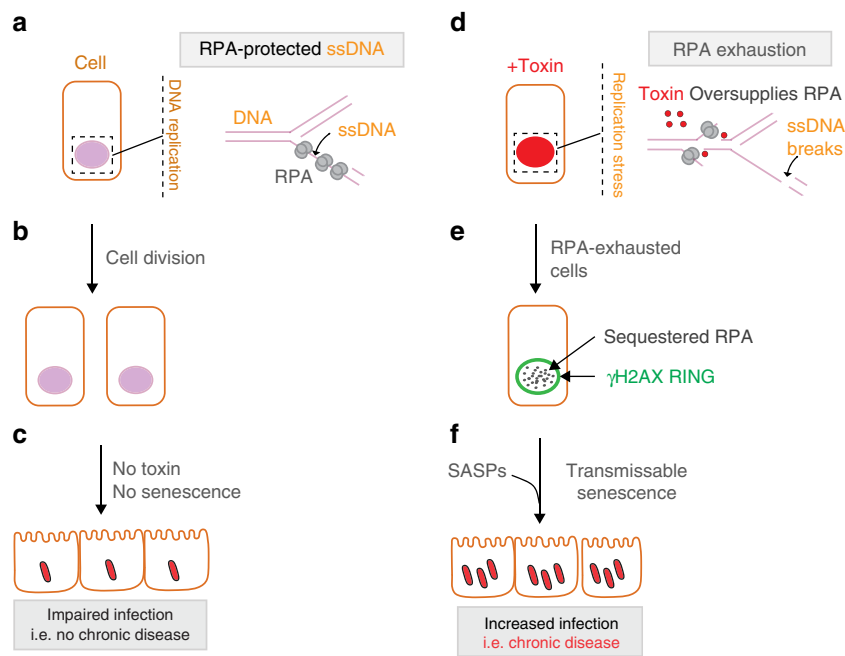 a
RPA-protected ssDNA
Cell
DNA replication
DNA
ssDNA
RPA
b
Cell division
c
No toxin
No senescence
Impaired infection
i.e. no chronic disease
d
RPA exhaustion
+Toxin
Replication stress
Toxin Oversupplies RPA
ssDNA
breaks
e
RPA-exhausted
cells
Sequestered RPA
γH2AX RING
f
SASPs
Transmissable
senescence
Increased infection
i.e. chronic disease